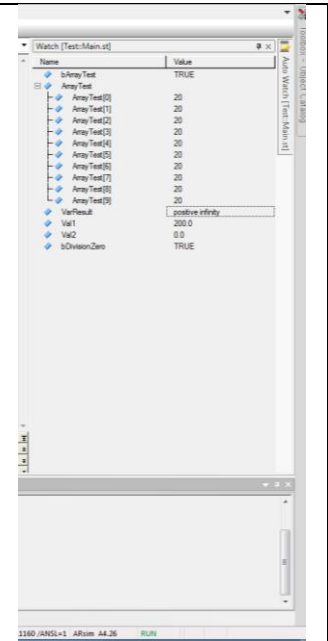 Watch [Test::Main.st]
Name Value
bArrayTest TRUE
ArrayTest
ArrayTest[0] 20
ArrayTest[1] 20
ArrayTest[2] 20
ArrayTest[3] 20
ArrayTest[4] 20
ArrayTest[5] 20
ArrayTest[6] 20
ArrayTest[7] 20
ArrayTest[8] 20
ArrayTest[9] 20
VarResult positive infinity
Val1 200.0
Val2 0.0
bDivisionZero TRUE
Auto Watch [Test::Main.st]
Toolbox - Object Catalog
1160 /ANSL=1 ARsim A4.26 RUN